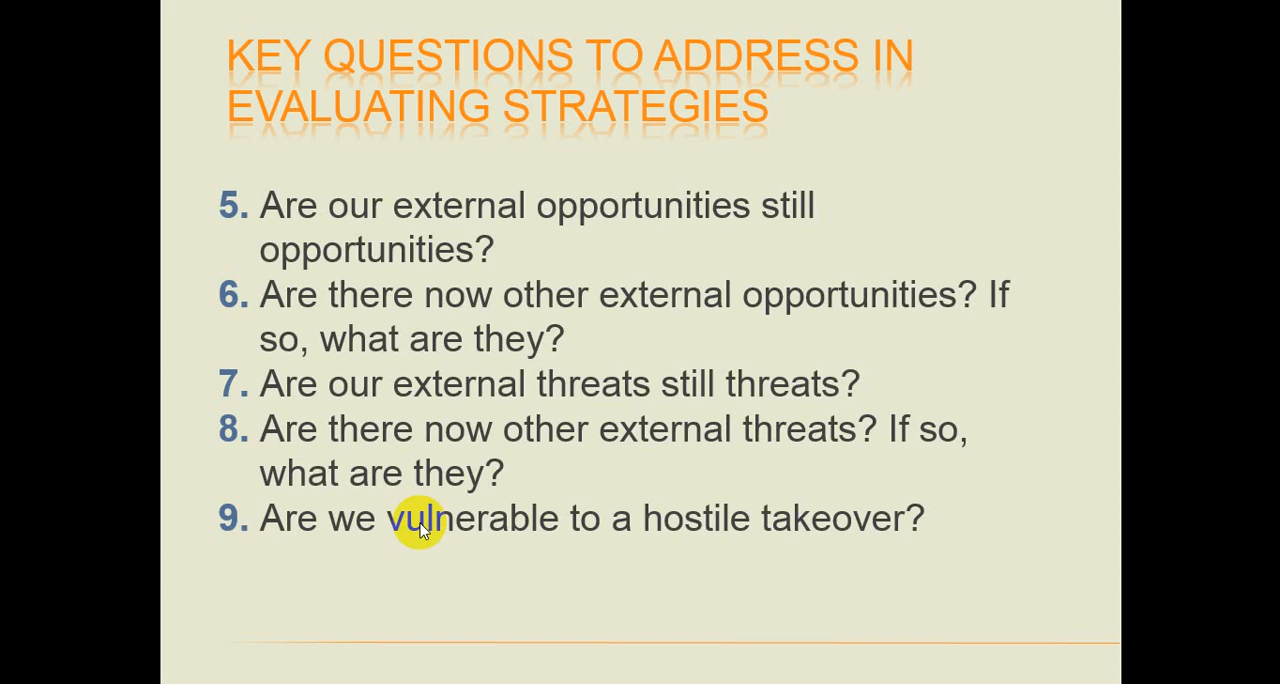 KEY QUESTIONS TO ADDRESS IN
EVALUATING STRATEGIES
5. Are our external opportunities still
opportunities?
6. Are there now other external opportunities? If
so, what are they?
7. Are our external threats still threats?
8. Are there now other external threats? If so,
what are they?
9. Are we vulnerable to a hostile takeover?